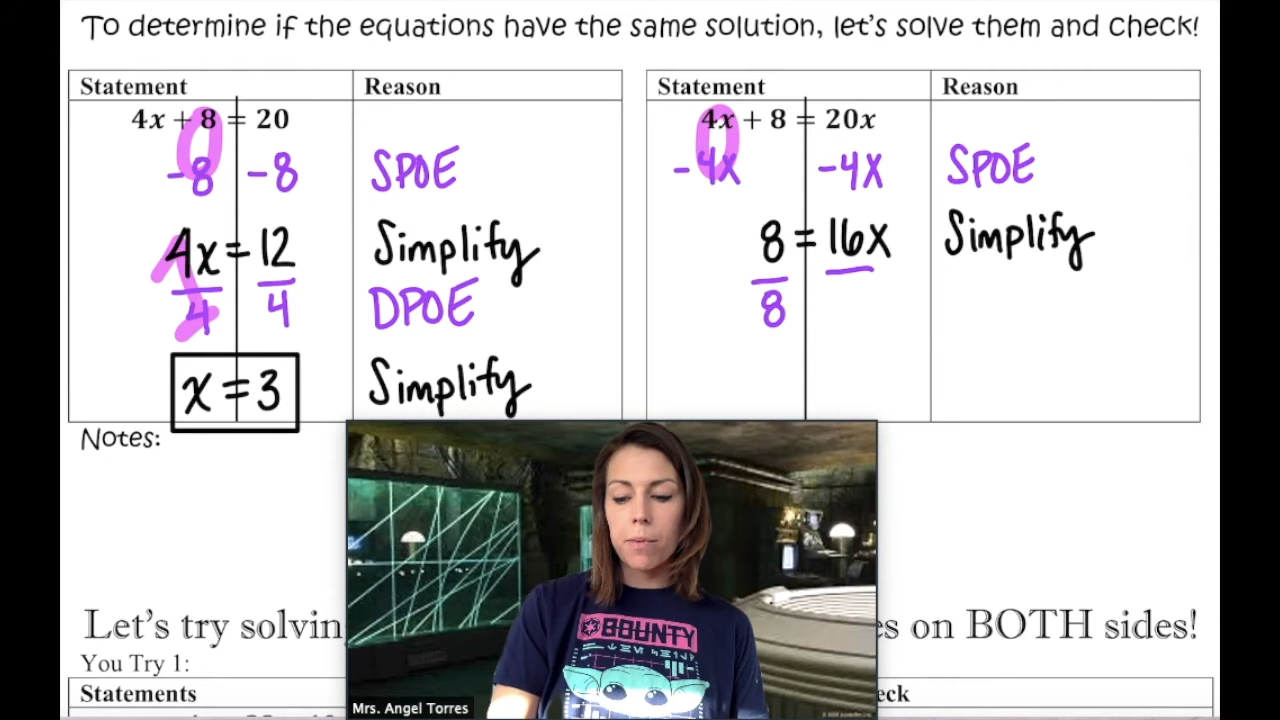 To determine if the equations have the same solution, let's solve them and check!
Statement Reason
4x + 8 = 20
-8 -8 SPOE
4x = 12 Simplify
4 4 DPOE
x = 3 Simplify
Statement Reason
4x + 8 = 20x
-4x -4x SPOE
8 = 16x Simplify
8
Notes:
Let's try solvin
es on BOTH sides!
You Try 1:
Statements
eck
BOUNTY
Mrs. Angel Torres